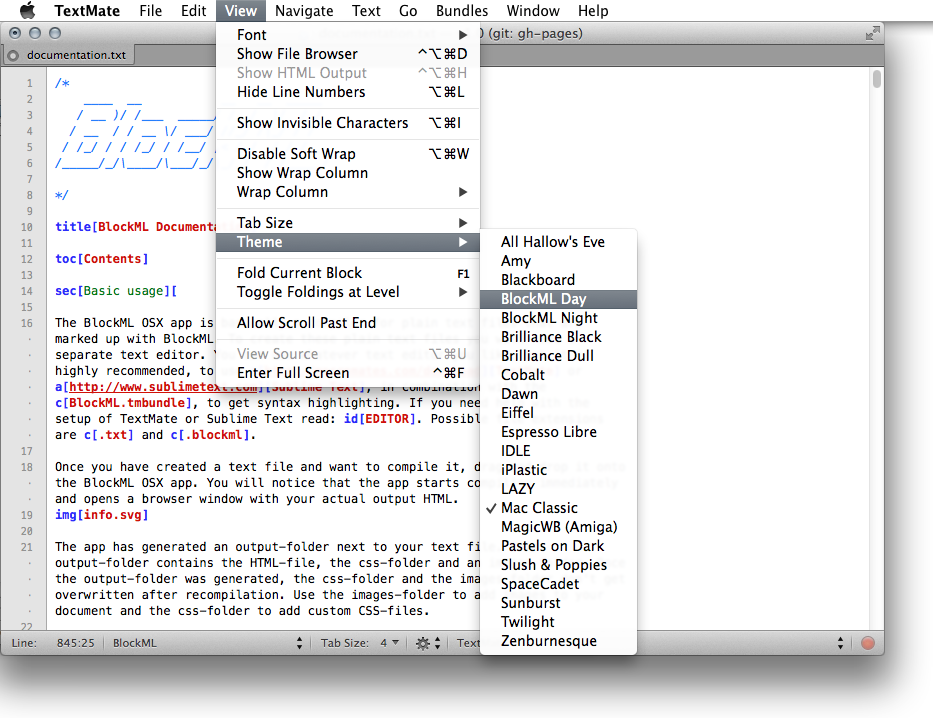 TextMate File Edit View Navigate Text Go Bundles Window Help
(git: gh-pages)
documentation.txt
Font
Show File Browser ^⌥⌘D
Show HTML Output ^⌥⌘H
Hide Line Numbers ⌥⌘L
Show Invisible Characters ⌥⌘I
Disable Soft Wrap ⌥⌘W
Show Wrap Column
Wrap Column
Tab Size
Theme
Fold Current Block F1
Toggle Foldings at Level
Allow Scroll Past End
View Source ⌥⌘U
Enter Full Screen ^⌘F
All Hallow's Eve
Amy
Blackboard
BlockML Day
BlockML Night
Brilliance Black
Brilliance Dull
Cobalt
Dawn
Eiffel
Espresso Libre
IDLE
iPlastic
LAZY
✓ Mac Classic
MagicWB (Amiga)
Pastels on Dark
Slush & Poppies
SpaceCadet
Sunburst
Twilight
Zenburnesque
1 /*
2
3
4
5
6
7
8 */
9
10 title[BlockML
11
12 toc[Contents]
13
14 sec[Basic usage][
15
16 The BlockML OSX app is
marked up with BlockML
separate text editor.
highly recommended, to
a[http://www.sublimetext.com][Sublime Text], in combination
c[BlockML.tmbundle], to get syntax highlighting. If you need
setup of TextMate or Sublime Text read: id[EDITOR].
are c[.txt] and c[.blockml].
17
18 Once you have created a text file and want to compile it,
the BlockML OSX app. You will notice that the app starts
and opens a browser window with your actual output HTML.
19 img[info.svg]
20
21 The app has generated an output-folder next to your text
output-folder contains the HTML-file, the css-folder and
the output-folder was generated, the css-folder and the
overwritten after recompilation. Use the images-folder to
document and the css-folder to add custom CSS-files.
22
Line: 845:25 BlockML Tab Size: 4